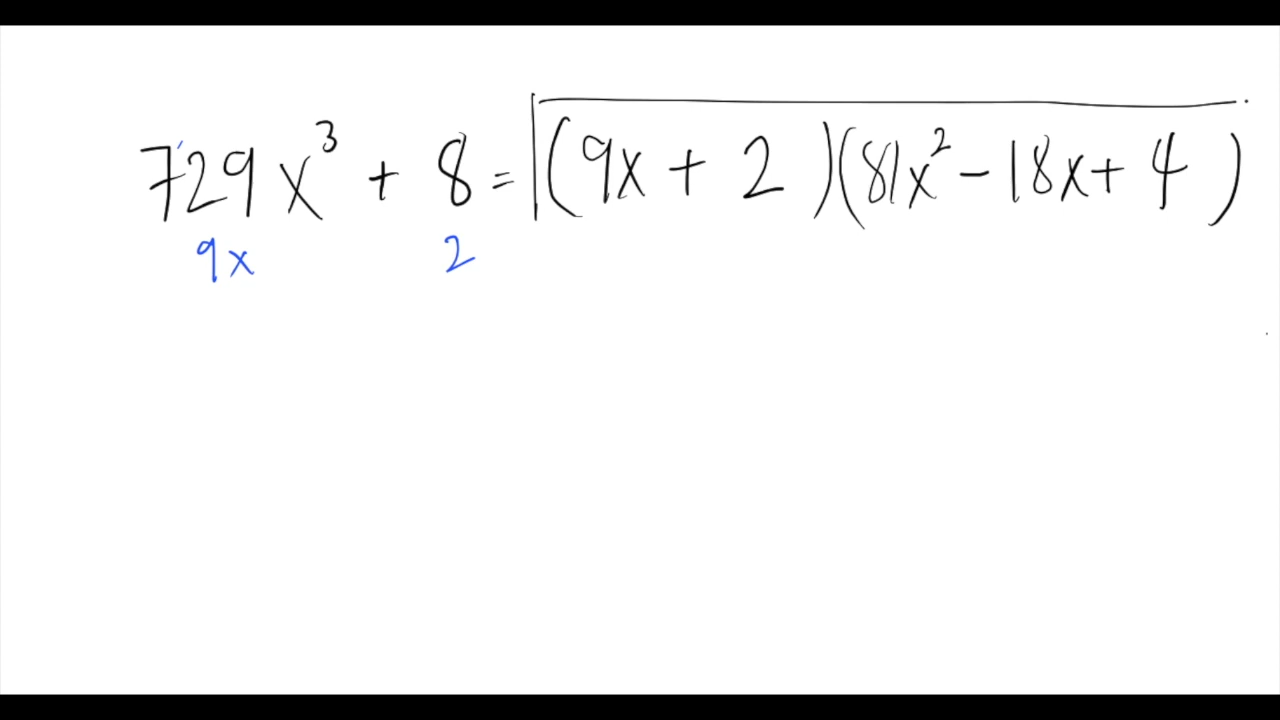 729x³ + 8 = (9x + 2)(81x² - 18x + 4)
9x 2